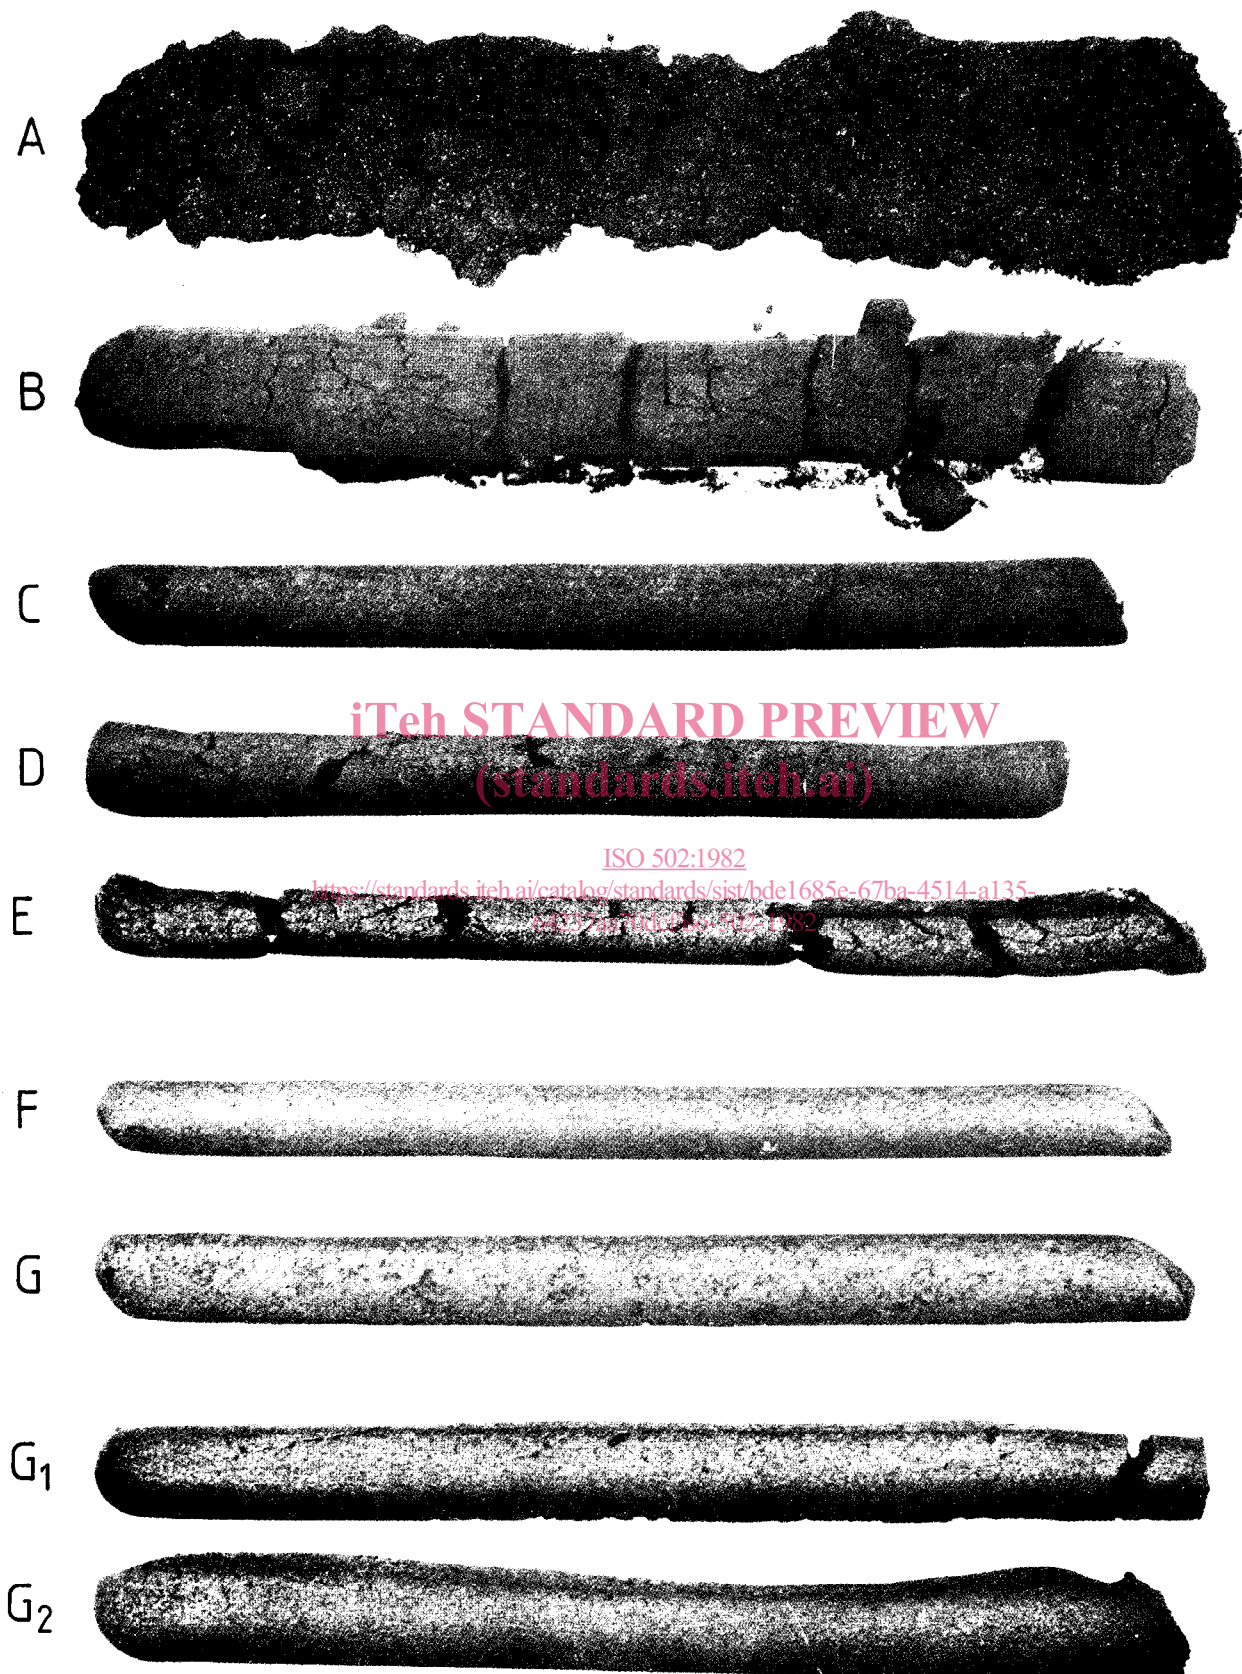 A
B
C
iTeh STANDARD PREVIEW
D
(standards.iteh.ai)
ISO 502:1982
https://standards.iteh.ai/catalog/standards/sist/bde1685e-67ba-4514-a135-
E
F
G
G₁
G₂